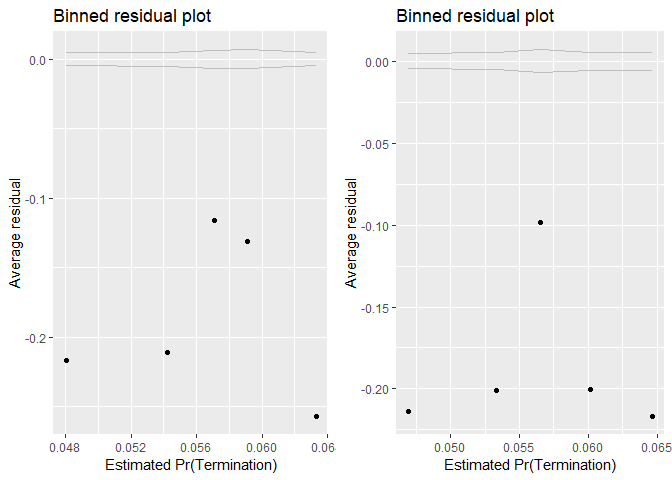 Binned residual plot
0.0
-0.1
-0.2
Average residual
0.048
0.052
0.056
0.060
0.06
Estimated Pr(Termination)
Binned residual plot
0.00
-0.05
-0.10
-0.15
-0.20
Average residual
0.050
0.055
0.060
0.065
Estimated Pr(Termination)